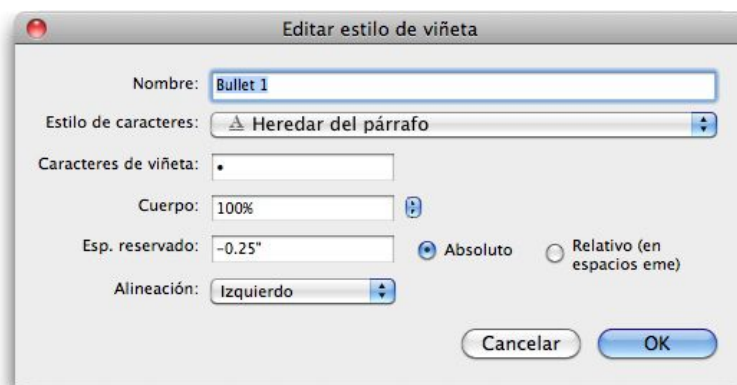 Editar estilo de viñeta
Nombre: Bullet 1
Estilo de caracteres: A Heredar del párrafo
Caracteres de viñeta: •
Cuerpo: 100%
Esp. reservado: -0.25" Absoluto Relativo (en
espacios eme)
Alineación: Izquierdo
Cancelar OK